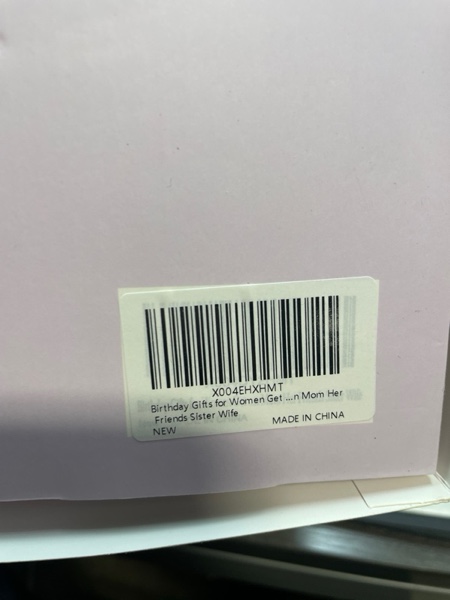 X004EHXHMT
Birthday Gifts for Women Get ...n Mom Her
Friends Sister Wife
NEW
MADE IN CHINA